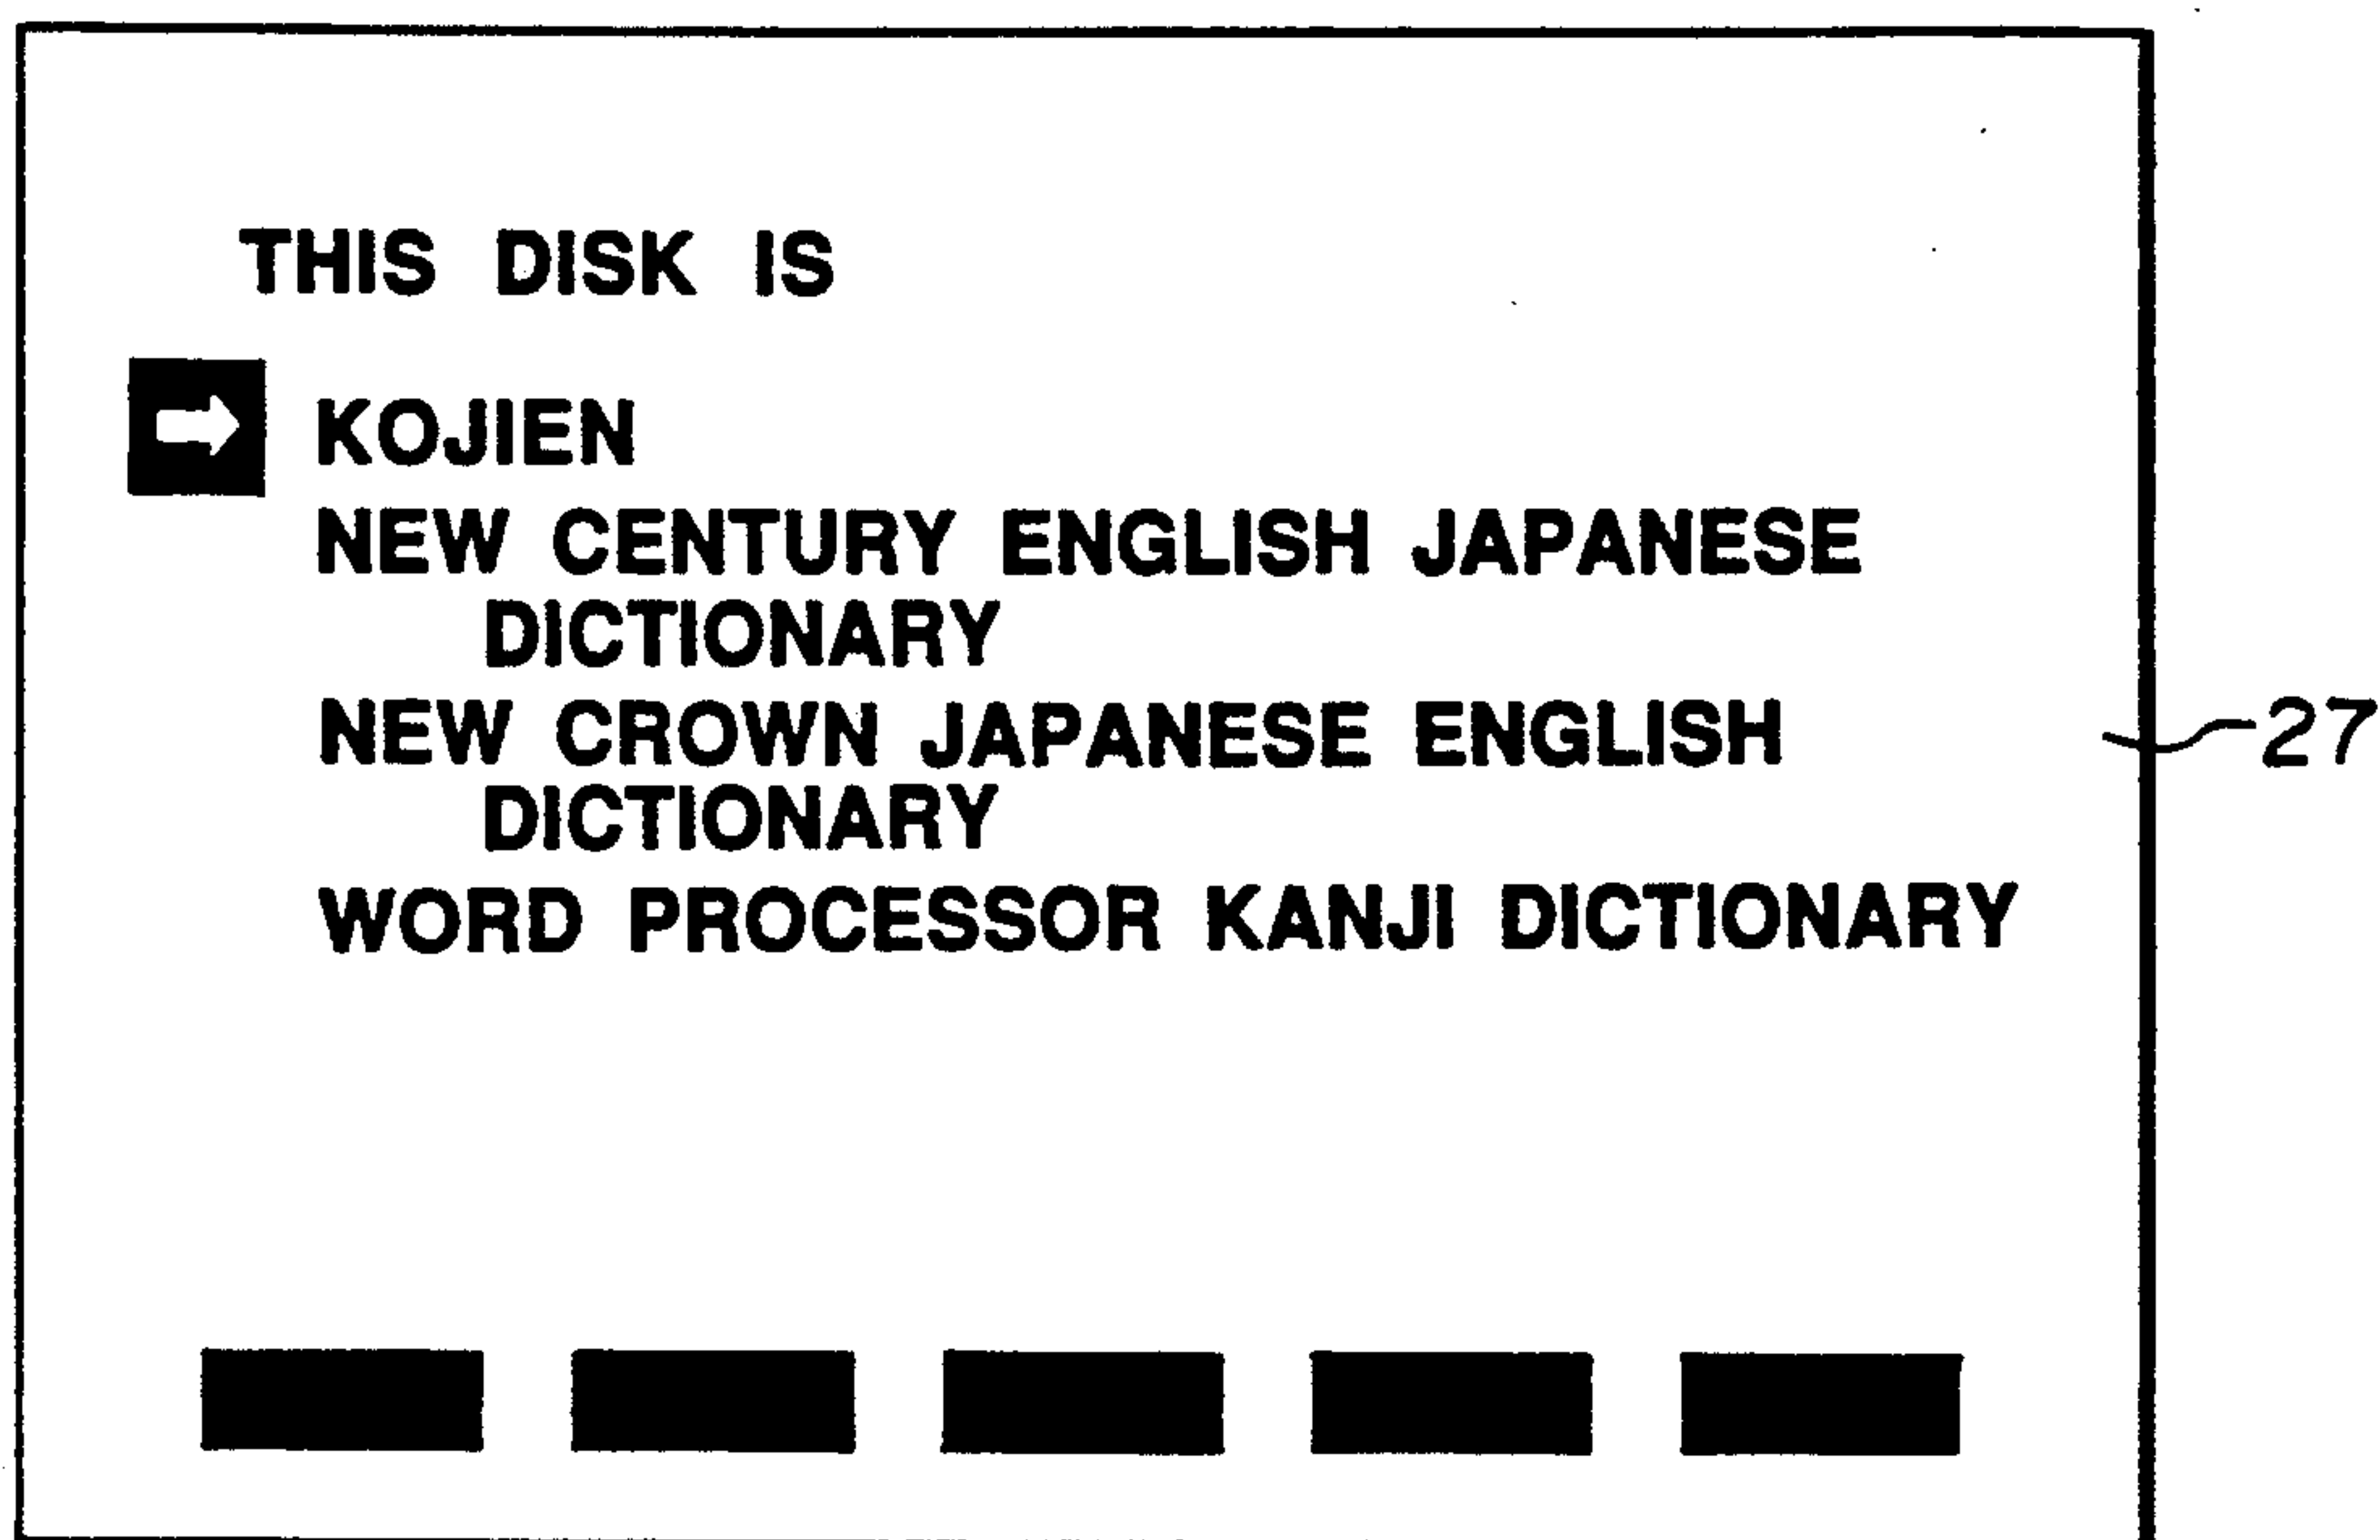 THIS DISK IS
KOJIEN
NEW CENTURY ENGLISH JAPANESE
DICTIONARY
NEW CROWN JAPANESE ENGLISH
DICTIONARY
27
WORD PROCESSOR KANJI DICTIONARY